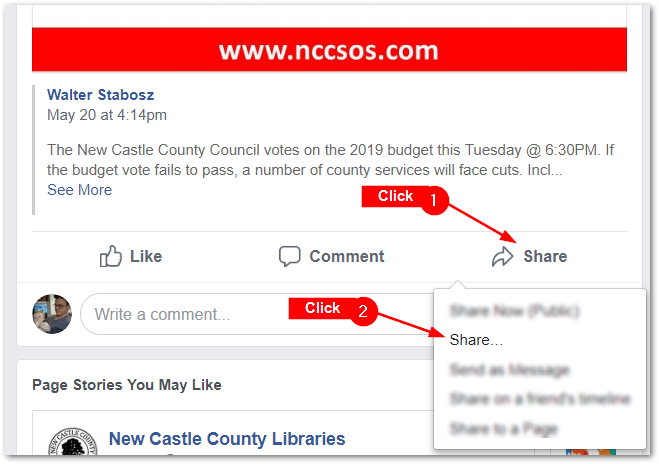 www.nccsos.com
Walter Stabosz
May 20 at 4:14pm
The New Castle County Council votes on the 2019 budget this Tuesday @ 6:30PM. If
the budget vote fails to pass, a number of county services will face cuts. Incl...
See More
Click 1
Like Comment Share
Write a comment...
Click 2
Share Now (Public)
Share...
Send as Message
Share on a friend's timeline
Share to a Page
Page Stories You May Like
New Castle County Libraries
NEW CASTLE COUNTY